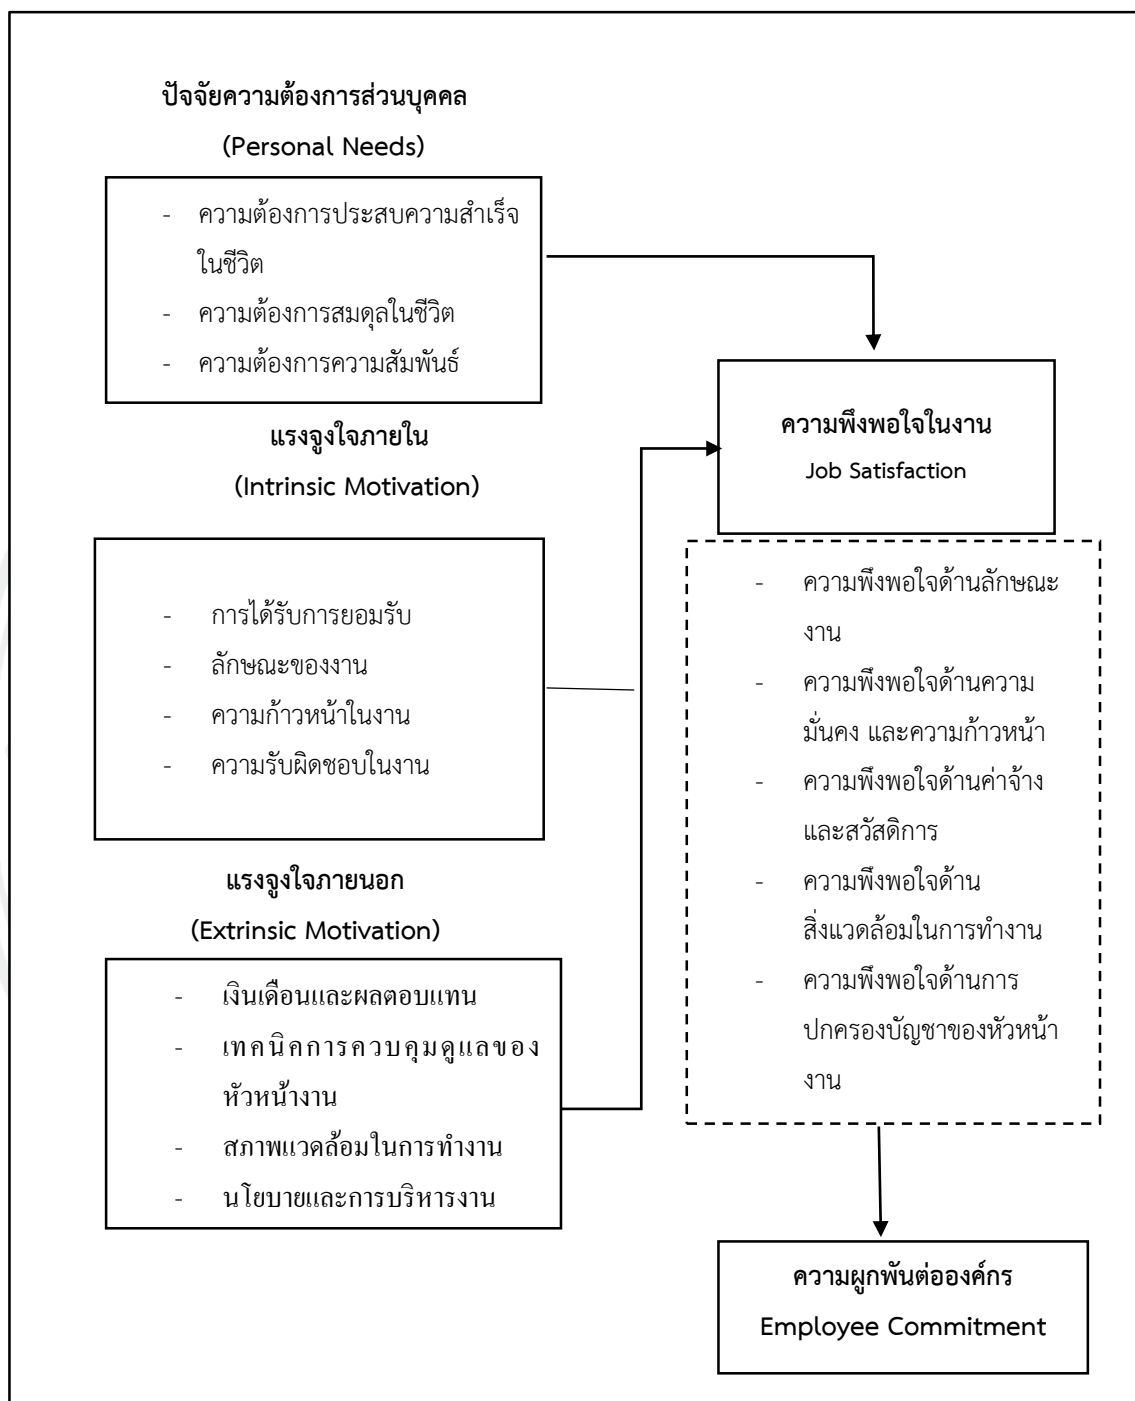 ปัจจัยความต้องการส่วนบุคคล
(Personal Needs)
- ความต้องการประสบความสำเร็จ
ในชีวิต
- ความต้องการสมดุลในชีวิต
- ความต้องการความสัมพันธ์
แรงจูงใจภายใน
(Intrinsic Motivation)
- การได้รับการยอมรับ
- ลักษณะของงาน
- ความก้าวหน้าในงาน
- ความรับผิดชอบในงาน
แรงจูงใจภายนอก
(Extrinsic Motivation)
- เงินเดือนและผลตอบแทน
- เทคนิคการควบคุมดูแลของ
หัวหน้างาน
- สภาพแวดล้อมในการทำงาน
- นโยบายและการบริหารงาน
ความพึงพอใจในงาน
Job Satisfaction
- ความพึงพอใจด้านลักษณะ
งาน
- ความพึงพอใจด้านความ
มั่นคง และความก้าวหน้า
- ความพึงพอใจด้านค่าจ้าง
และสวัสดิการ
- ความพึงพอใจด้าน
สิ่งแวดล้อมในการทำงาน
- ความพึงพอใจด้านการ
ปกครองบัญชาของหัวหน้า
งาน
ความผูกพันต่อองค์กร
Employee Commitment